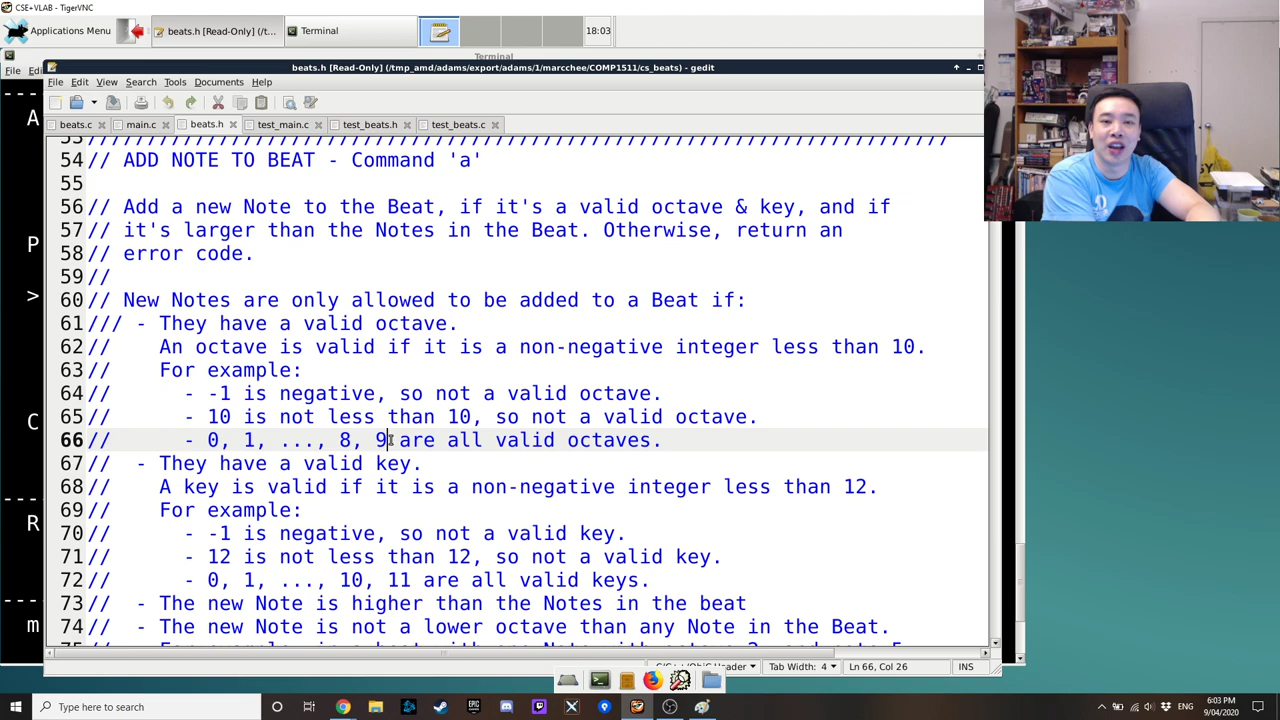 CSE+VLAB - TigerVNC
Applications Menu
beats.h [Read-Only] (/t...
Terminal
18:03
Terminal
File
Edi
beats.h [Read-Only] (/tmp_amd/adams/export/adams/1/marcchee/COMP1511/cs_beats) - gedit
File Edit View Search Tools Documents Help
beats.c
main.c
beats.h
test_main.c
test_beats.h
test_beats.c
53 ////////////////////////////////////////////////////////////////////////
54 // ADD NOTE TO BEAT - Command 'a'
55
56 // Add a new Note to the Beat, if it's a valid octave & key, and if
57 // it's larger than the Notes in the Beat. Otherwise, return an
58 // error code.
59 //
60 // New Notes are only allowed to be added to a Beat if:
61 /// - They have a valid octave.
62 // An octave is valid if it is a non-negative integer less than 10.
63 // For example:
64 // - -1 is negative, so not a valid octave.
65 // - 10 is not less than 10, so not a valid octave.
66 // - 0, 1, ..., 8, 9 are all valid octaves.
67 // - They have a valid key.
68 // A key is valid if it is a non-negative integer less than 12.
69 // For example:
70 // - -1 is negative, so not a valid key.
71 // - 12 is not less than 12, so not a valid key.
72 // - 0, 1, ..., 10, 11 are all valid keys.
73 // - The new Note is higher than the Notes in the beat
74 // - The new Note is not a lower octave than any Note in the Beat.
A
P
>
C
R
m
Header
Tab Width: 4
Ln 66, Col 26
INS
Type here to search
ENG
6:03 PM
9/04/2020